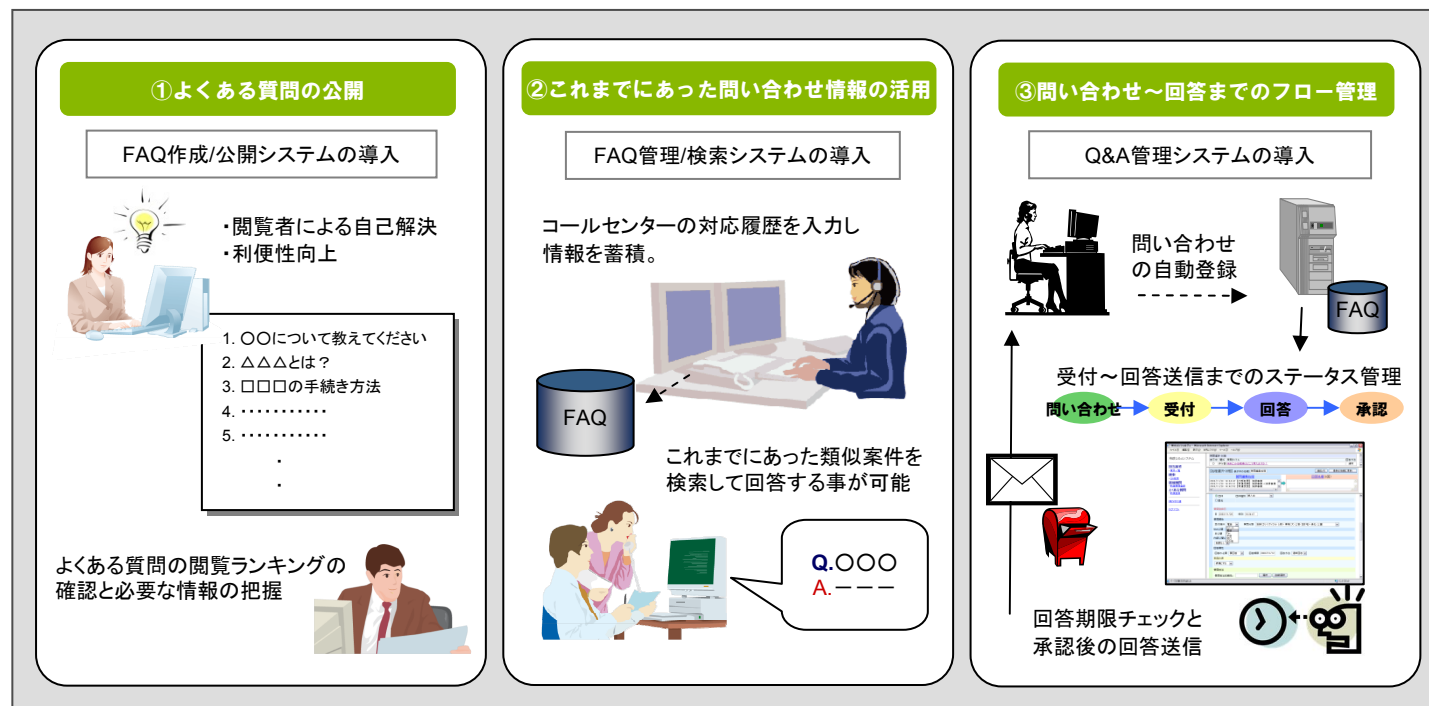 ①よくある質問の公開
FAQ作成/公開システムの導入
・閲覧者による自己解決
・利便性向上
1. 〇〇について教えてください
2. △△△とは？
3. □□□の手続き方法
4. ・・・・・・・・・・・
5. ・・・・・・・・・・・
・
・
よくある質問の閲覧ランキングの
確認と必要な情報の把握
②これまでにあった問い合わせ情報の活用
FAQ管理/検索システムの導入
コールセンターの対応履歴を入力し
情報を蓄積。
FAQ
これまでにあった類似案件を
検索して回答する事が可能
Q.〇〇〇
A.－－－
③問い合わせ～回答までのフロー管理
Q&A管理システムの導入
問い合わせ
の自動登録
FAQ
受付～回答送信までのステータス管理
問い合わせ
受付
回答
承認
回答期限チェックと
承認後の回答送信